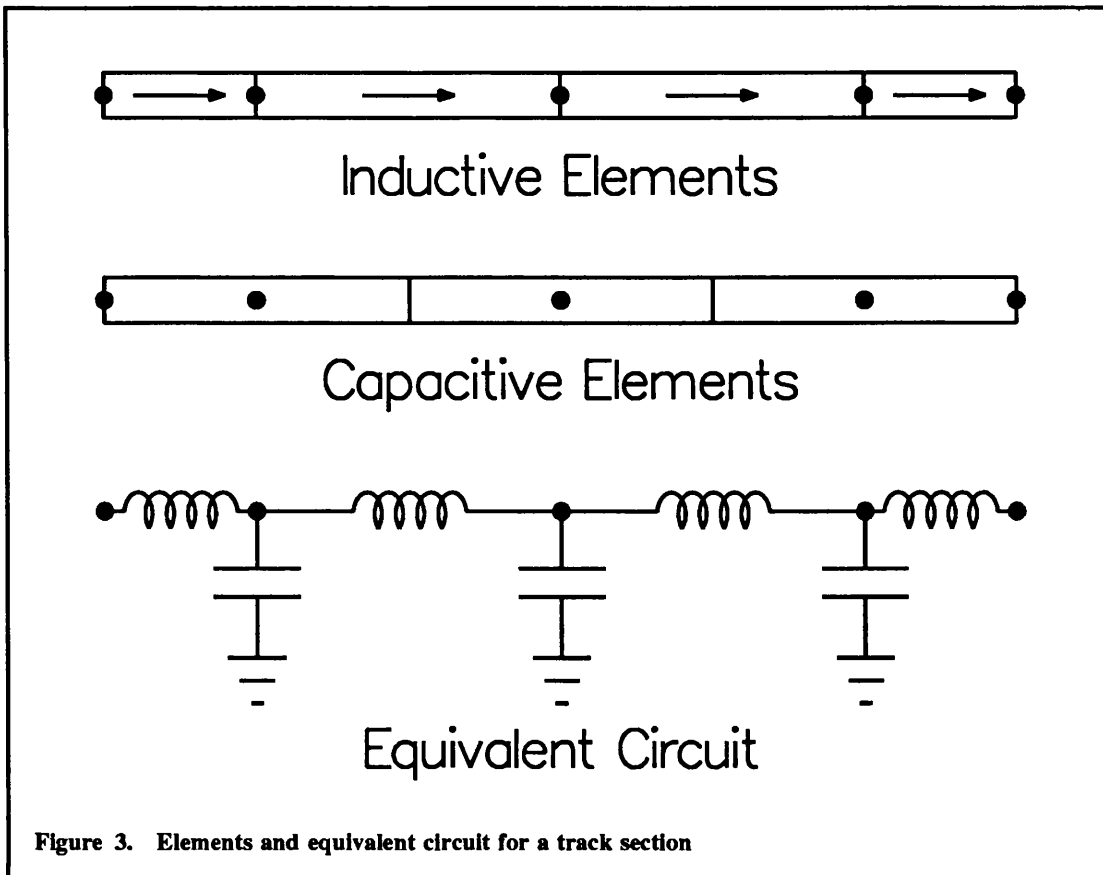 Inductive Elements
Capacitive Elements
Equivalent Circuit
Figure 3. Elements and equivalent circuit for a track section